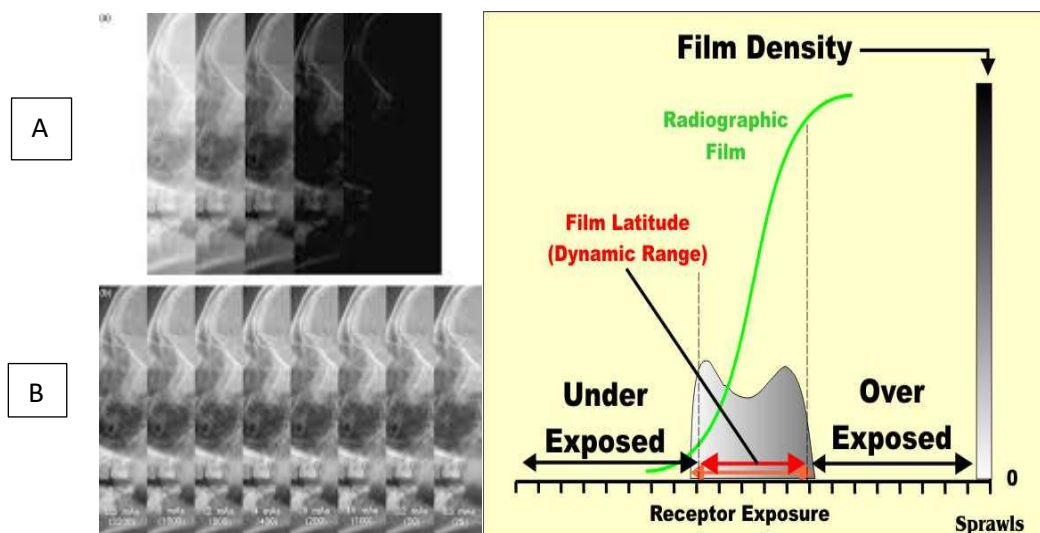 A
B
Film Density
Radiographic
Film
Film Latitude
(Dynamic Range)
Under
Exposed
Over
Exposed
0
Receptor Exposure
Sprawls